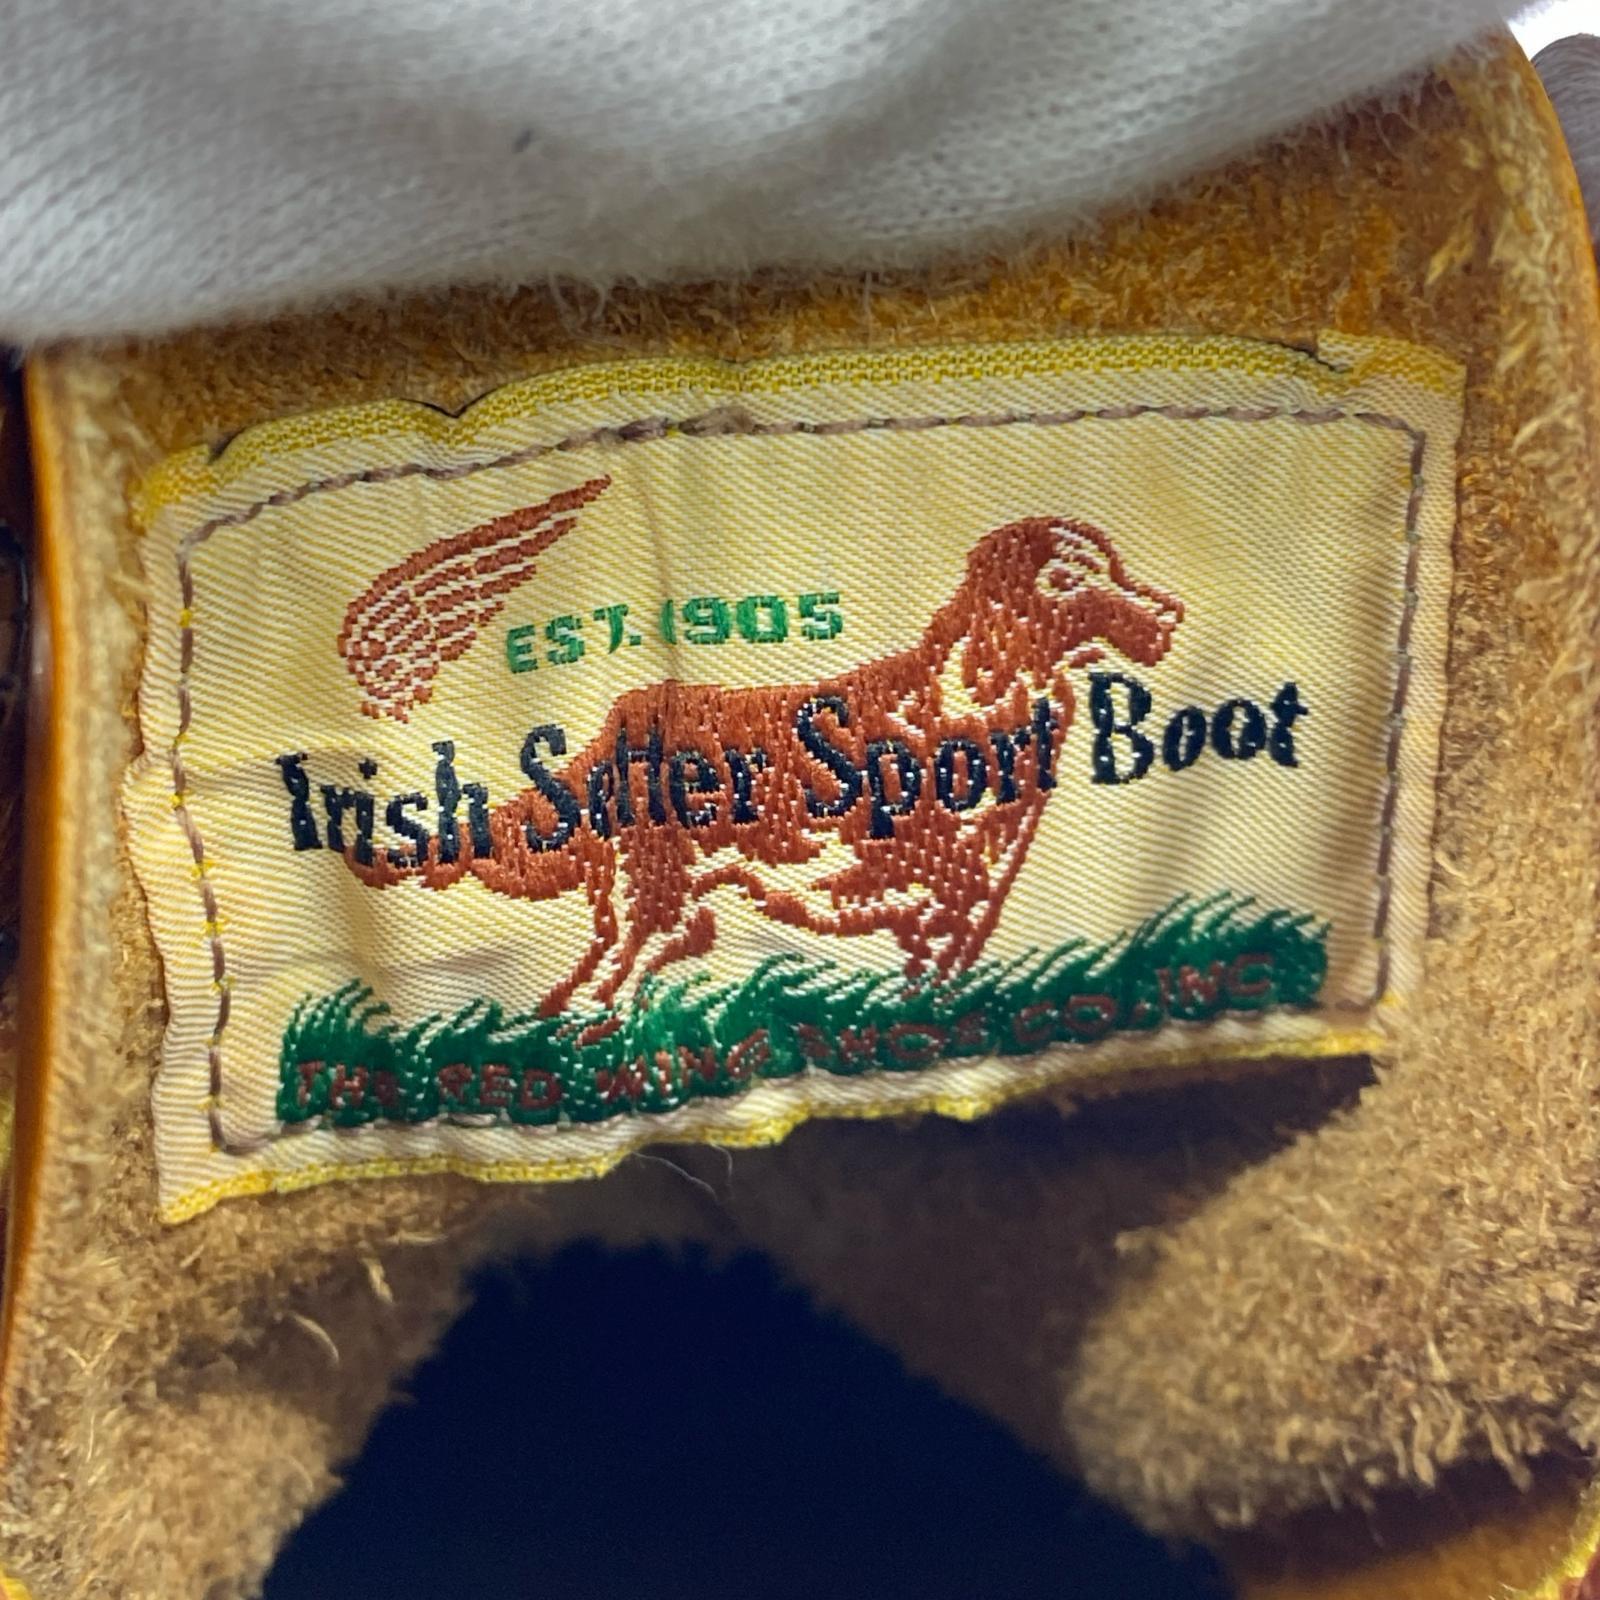 EST. 1905
Irish Setter Sport Boot
THE RED WING SHOE CO. INC